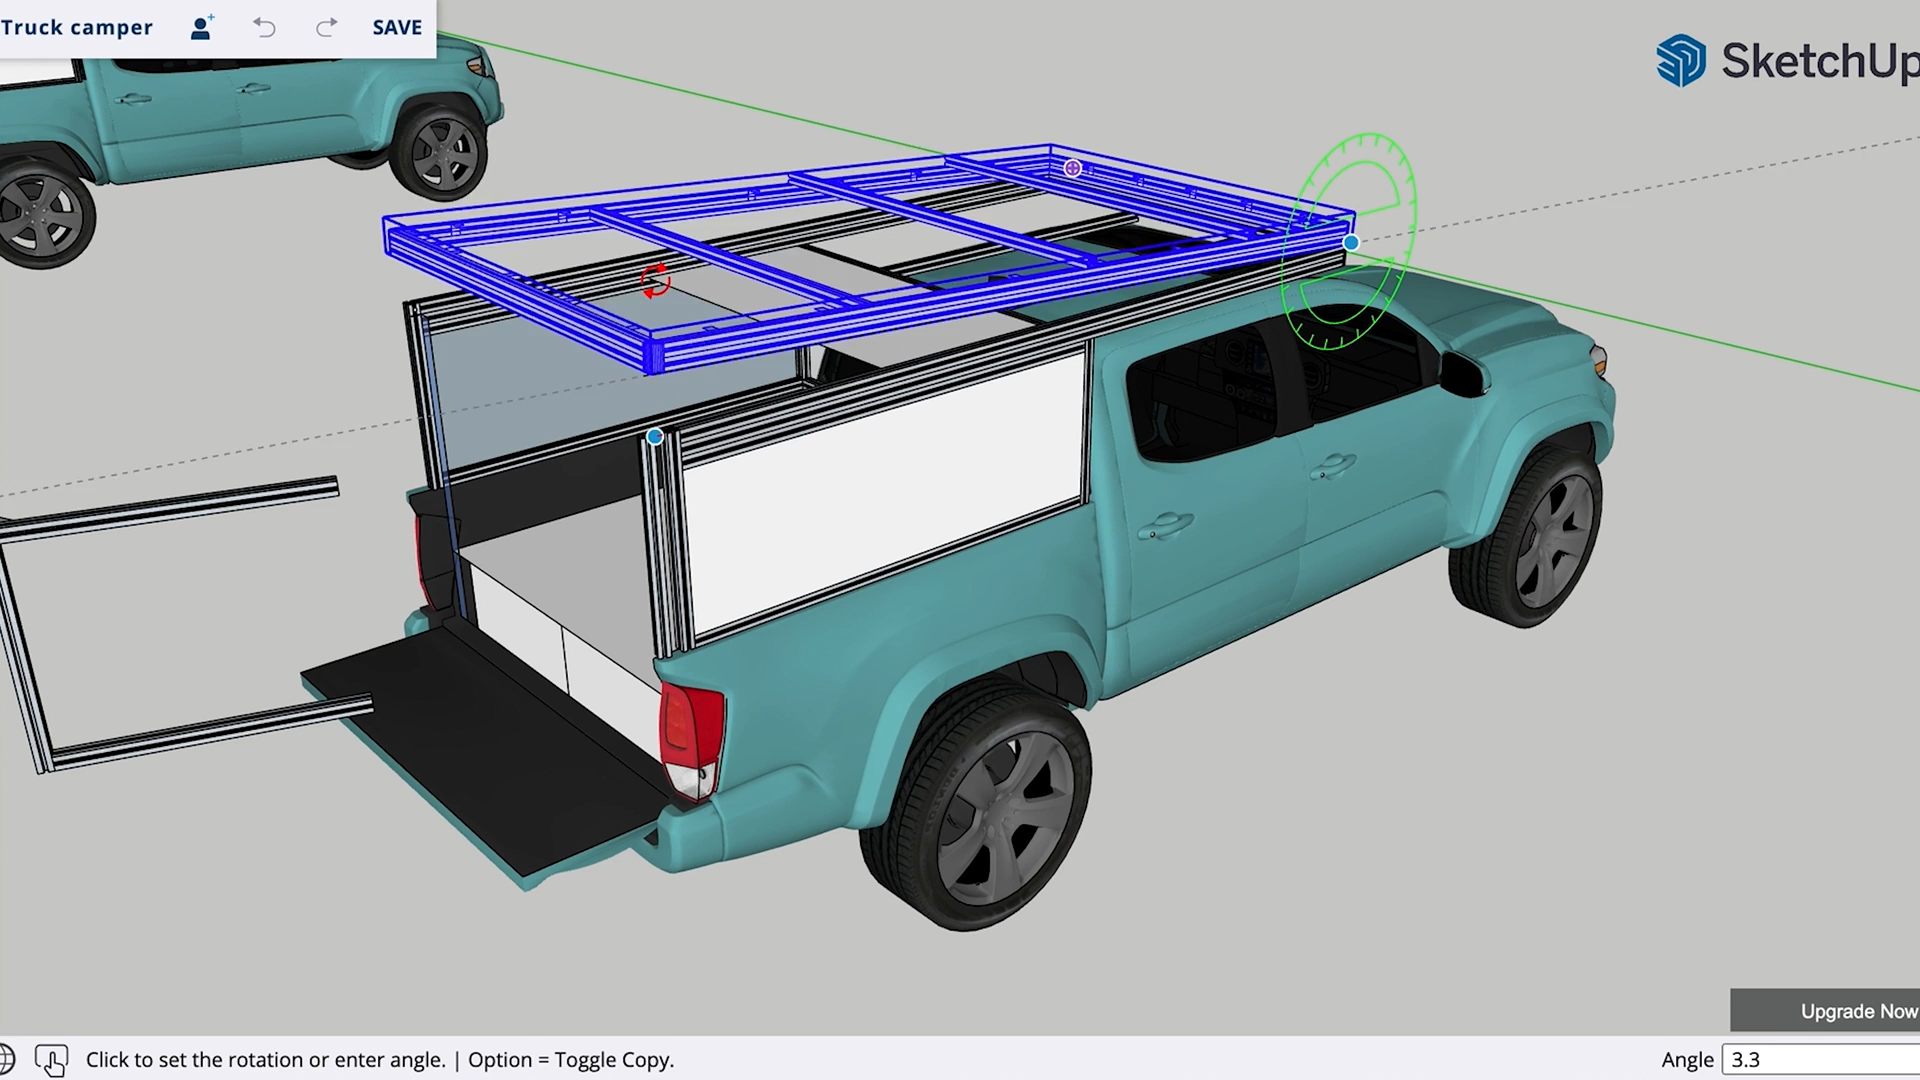 Truck camper
SAVE
SketchUp
Upgrade Now
Click to set the rotation or enter angle. | Option = Toggle Copy.
Angle 3.3